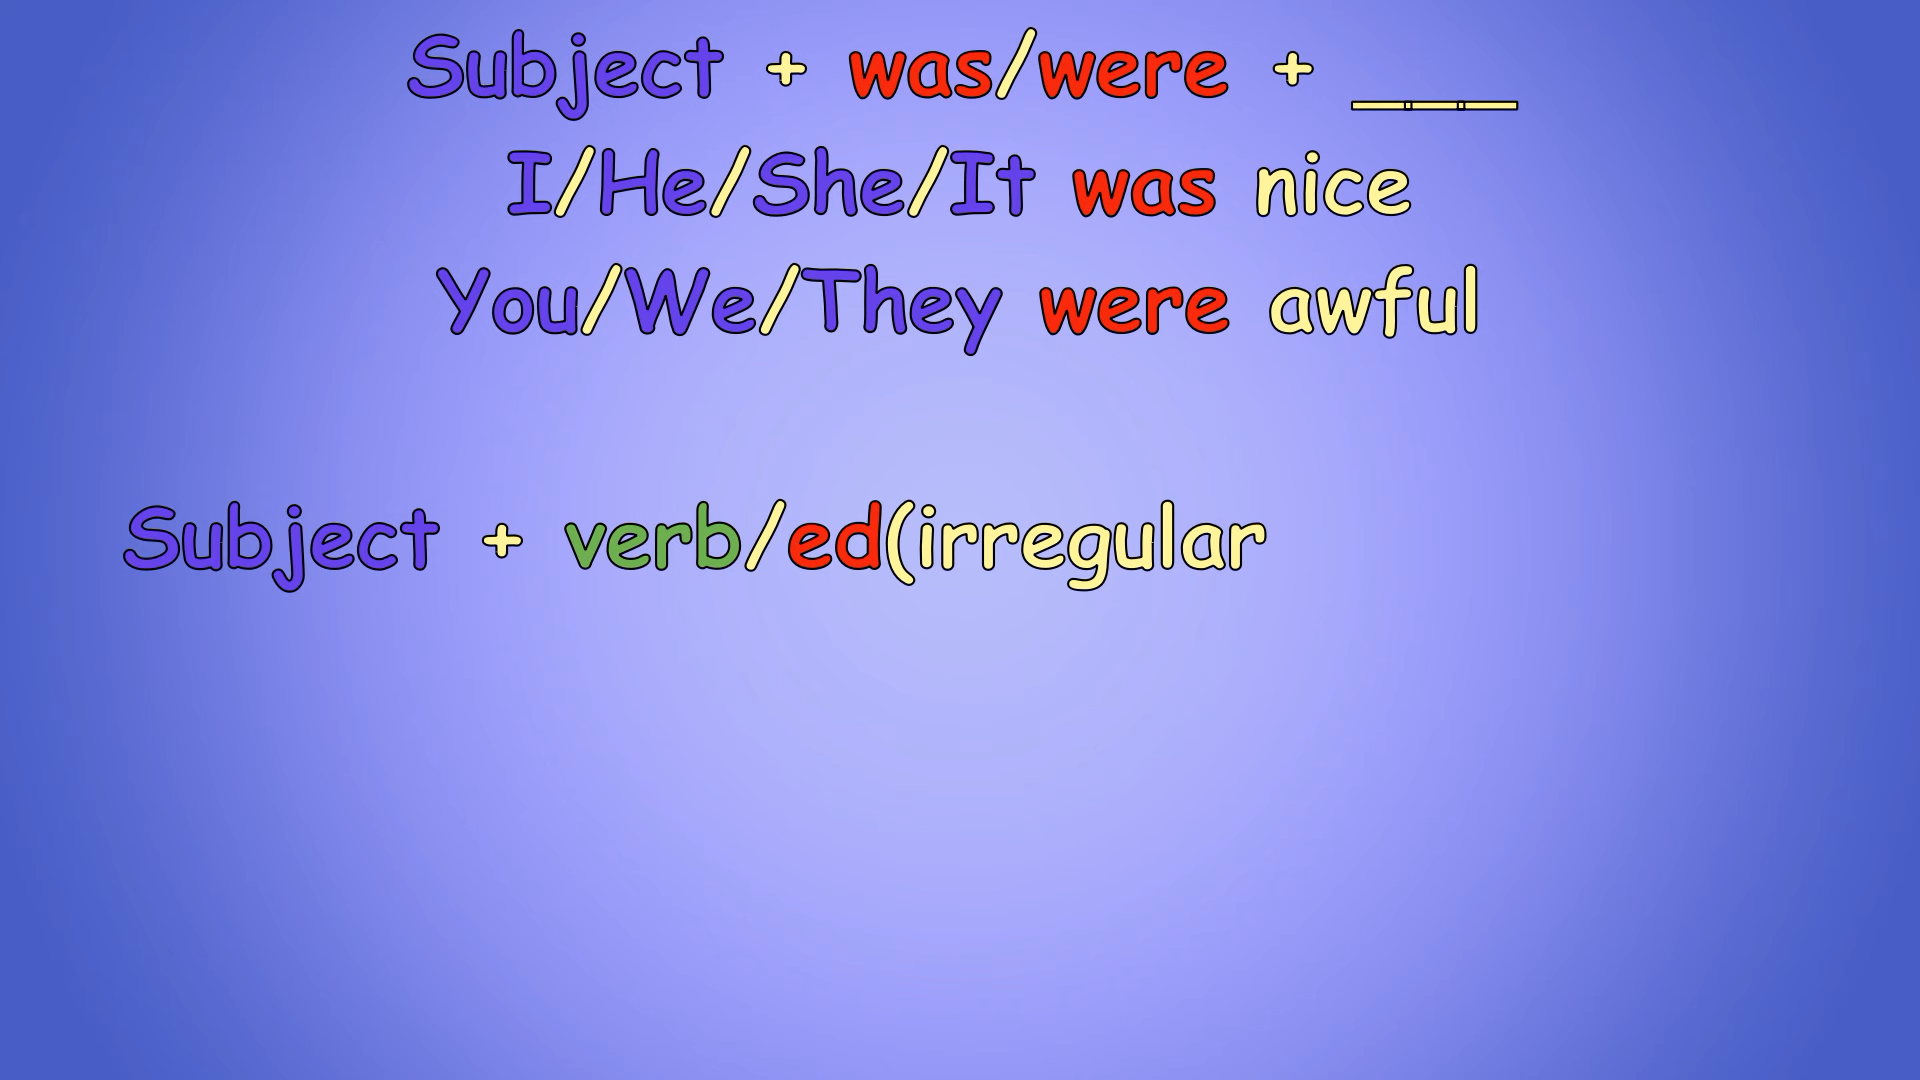 Subject + was/were + ___
I/He/She/It was nice
You/We/They were awful
Subject + verb/ed(irregular